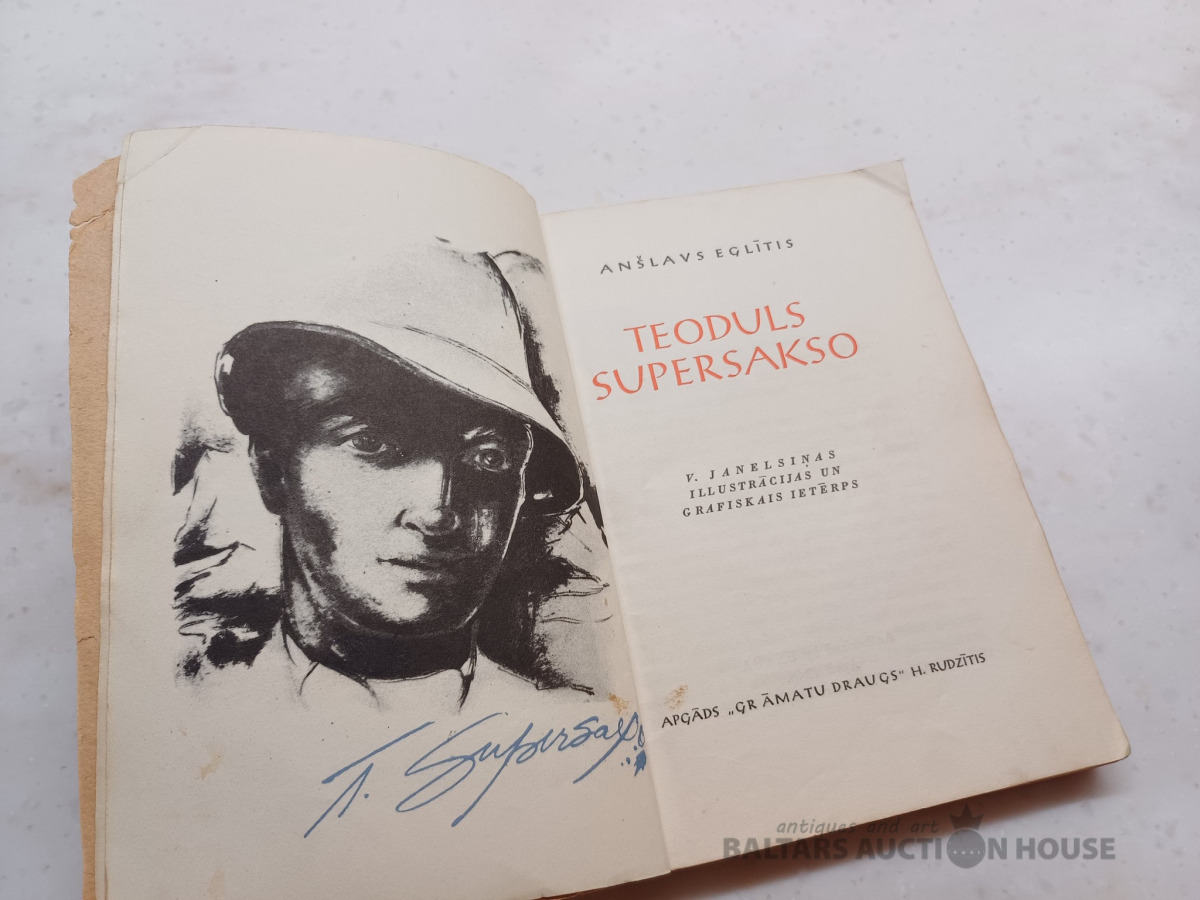 T. Supersaxo
ANŠLAVS EGLĪTIS
TEODULS
SUPERSAKSO
V. JANELSIŅAS
ILLUSTRĀCIJAS UN
GRAFISKAIS IETĒRPS
APGĀDS „GRĀMATU DRAUGS" H. RUDZĪTIS
antiques and art
BALTARS AUCTION HOUSE